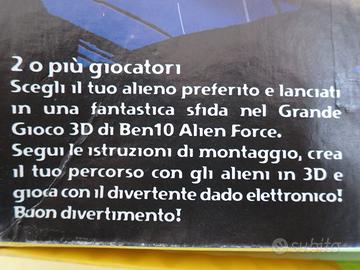 2 o più giocatori
Scegli il tuo alieno preferito e lanciati
in una fantastica sfida nel Grande
Gioco 3D di Ben10 Alien Force.
Segui le istruzioni di montaggio, crea
il tuo percorso con gli alieni in 3D e
gioca con il divertente dado elettronico!
Buon divertimento!
subito